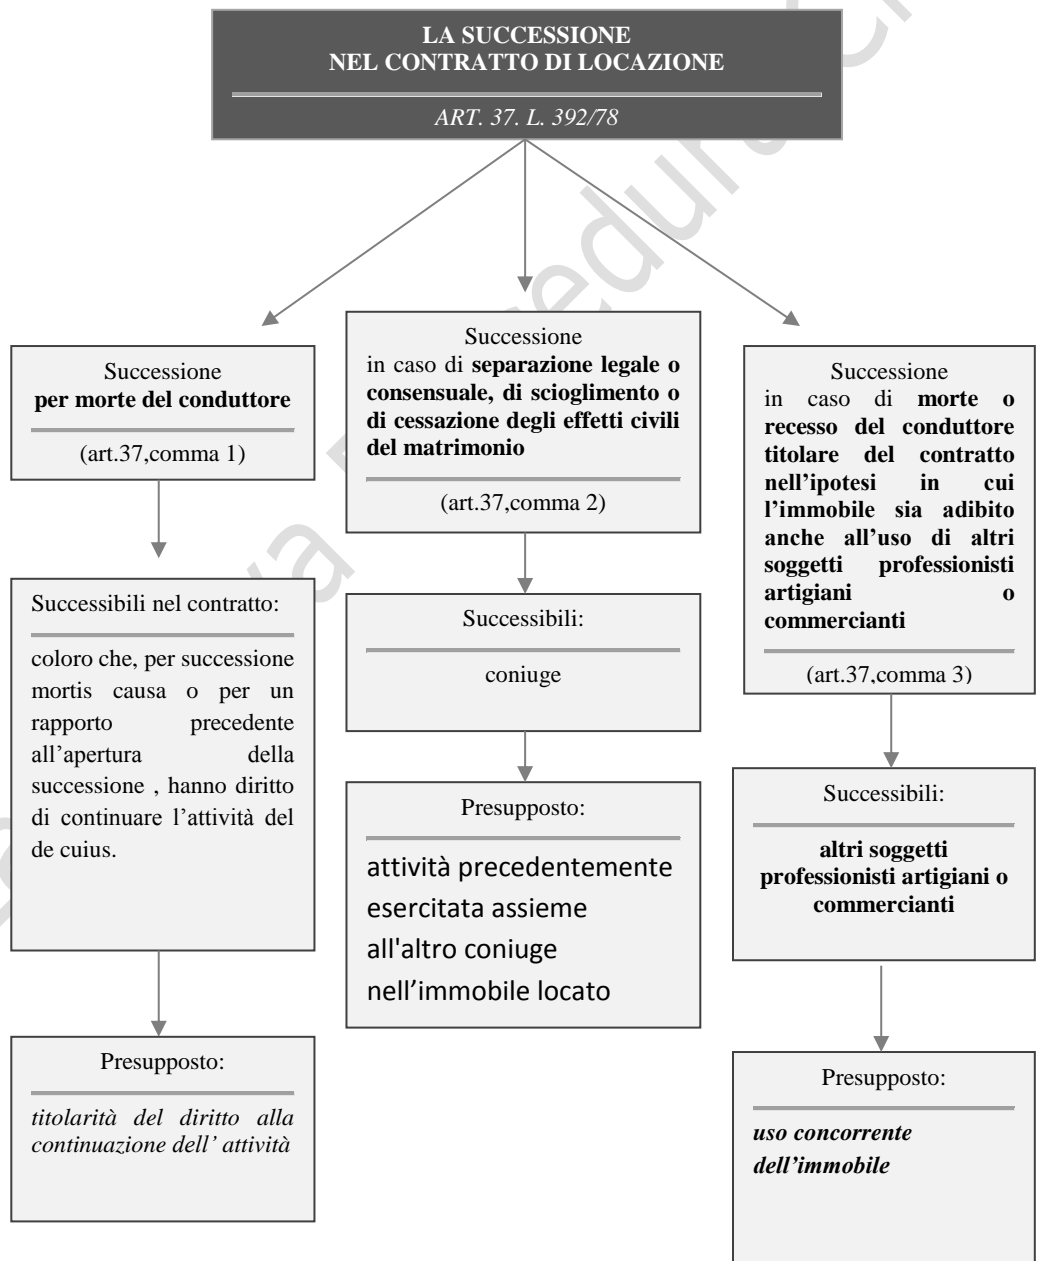 LA SUCCESSIONE
NEL CONTRATTO DI LOCAZIONE
ART. 37. L. 392/78
Successione
per morte del conduttore
(art.37,comma 1)
Successibili nel contratto:
coloro che, per successione
mortis causa o per un
rapporto precedente
all’apertura della
successione , hanno diritto
di continuare l’attività del
de cuius.
Presupposto:
titolarità del diritto alla
continuazione dell’ attività
Successione
in caso di separazione legale o
consensuale, di scioglimento o
di cessazione degli effetti civili
del matrimonio
(art.37,comma 2)
Successibili:
coniuge
Presupposto:
attività precedentemente
esercitata assieme
all'altro coniuge
nell’immobile locato
Successione
in caso di morte o
recesso del conduttore
titolare del contratto
nell’ipotesi in cui
l’immobile sia adibito
anche all’uso di altri
soggetti professionisti
artigiani o
commercianti
(art.37,comma 3)
Successibili:
altri soggetti
professionisti artigiani o
commercianti
Presupposto:
uso concorrente
dell’immobile